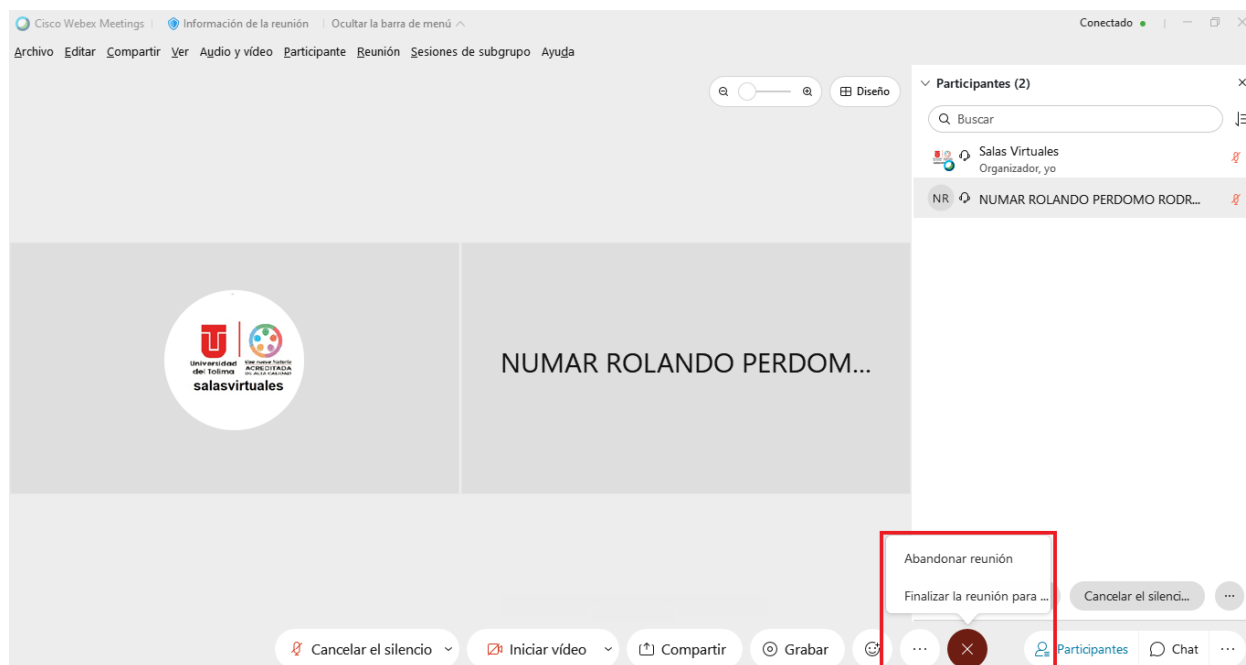 Cisco Webex Meetings Información de la reunión Ocultar la barra de menú Conectado
Archivo Editar Compartir Ver Audio y vídeo Participante Reunión Sesiones de subgrupo Ayuda
Diseño
Participantes (2)
Buscar
Salas Virtuales
Organizador, yo
NR NUMAR ROLANDO PERDOMO RODR...
Universidad
del Tolima
ACREDITADA
DE ALTA CALIDAD
salasvirtuales
NUMAR ROLANDO PERDOM...
Abandonar reunión
Finalizar la reunión para ...
Cancelar el silenci... ...
Cancelar el silencio Iniciar vídeo Compartir Grabar ... Participantes Chat ...